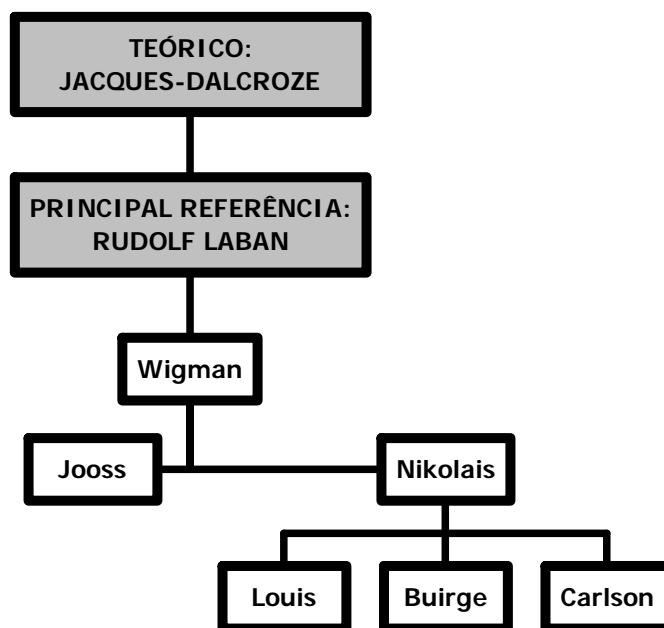 TEÓRICO:
JACQUES-DALCROZE
PRINCIPAL REFERÊNCIA:
RUDOLF LABAN
Wigman
Jooss
Nikolais
Louis
Buirge
Carlson